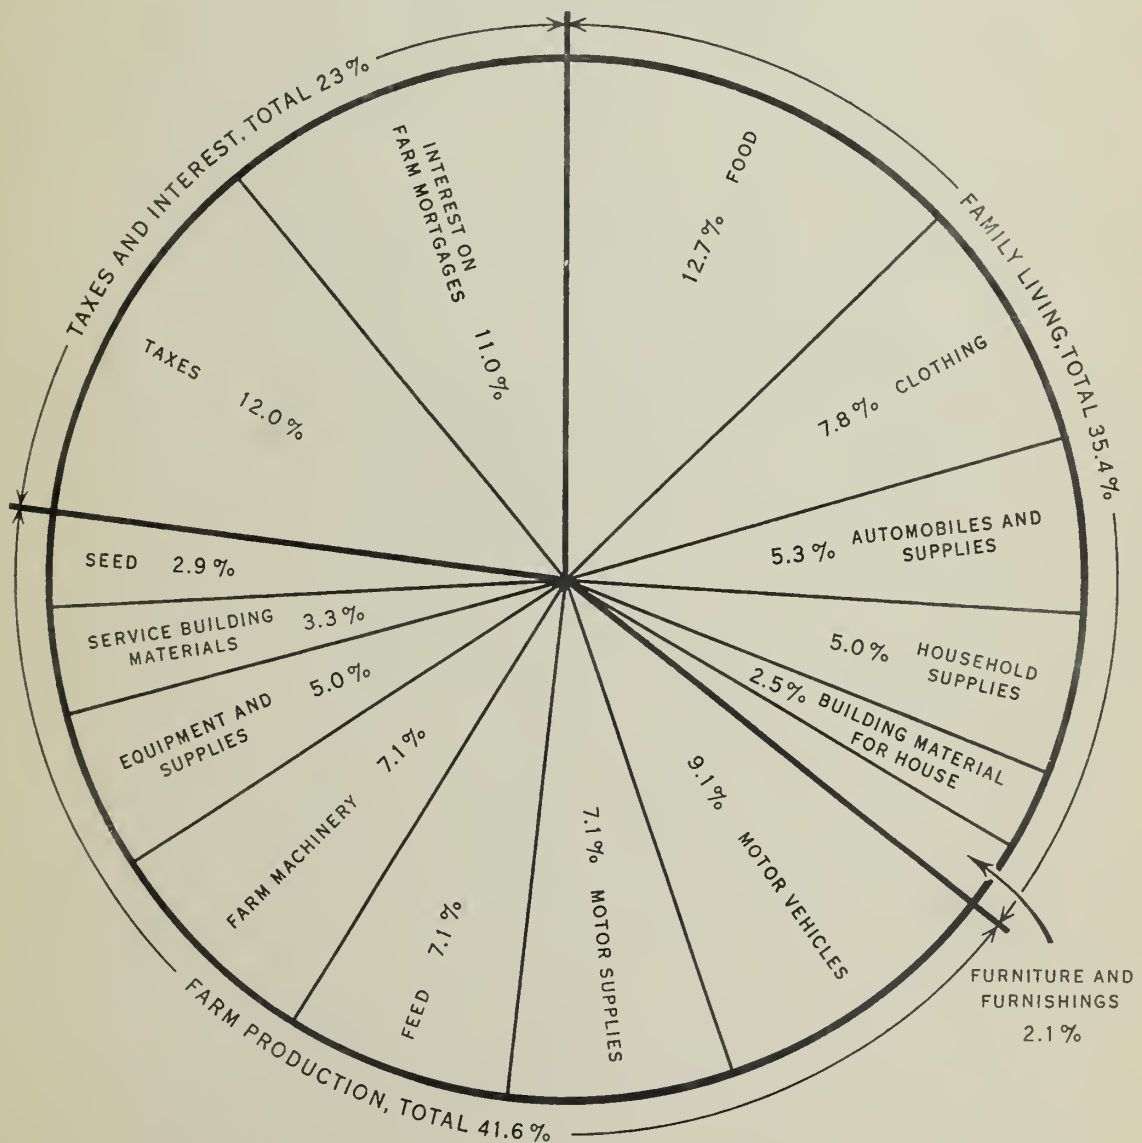 TAXES AND INTEREST, TOTAL 23%
INTEREST ON
FARM MORTGAGES 11.0%
TAXES 12.0%
FAMILY LIVING, TOTAL 35.4%
FOOD 12.7%
7.8% CLOTHING
5.3% AUTOMOBILES AND
SUPPLIES
5.0% HOUSEHOLD
SUPPLIES
2.5% BUILDING MATERIAL
FOR HOUSE
FURNITURE AND
FURNISHINGS
2.1%
FARM PRODUCTION, TOTAL 41.6%
9.1% MOTOR VEHICLES
7.1% MOTOR SUPPLIES
FEED 7.1%
FARM MACHINERY 7.1%
EQUIPMENT AND 5.0%
SUPPLIES
SERVICE BUILDING 3.3%
MATERIALS
SEED 2.9%